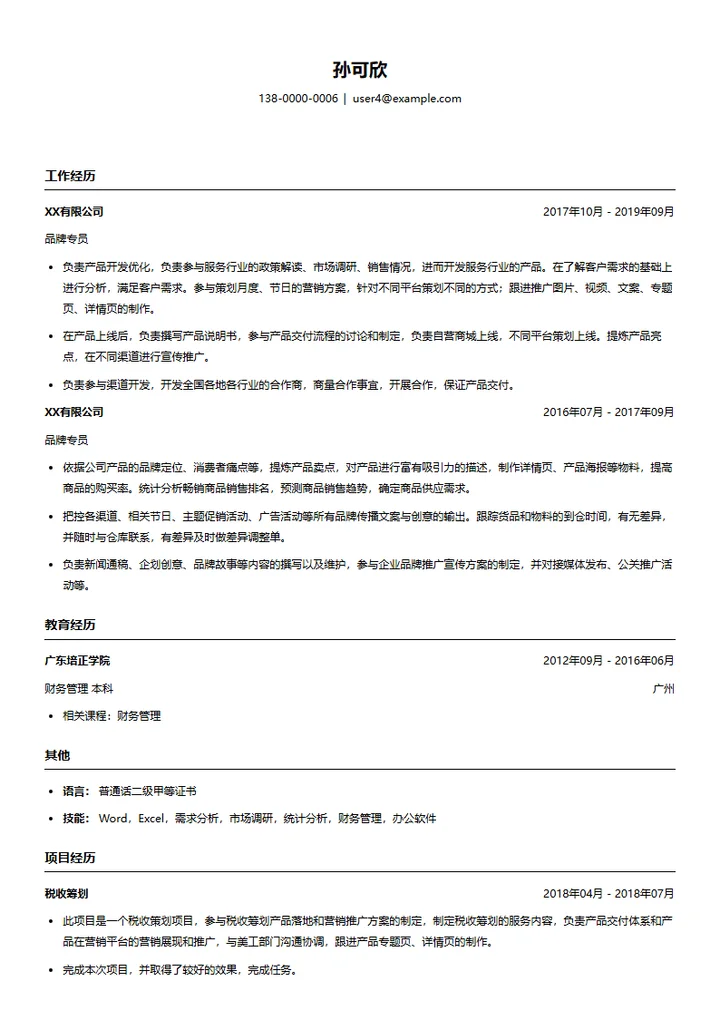 孙可欣
138-0000-0006 | user4@example.com
工作经历
XX有限公司 2017年10月 - 2019年09月
品牌专员
• 负责产品开发优化，负责参与服务行业的政策解读、市场调研、销售情况，进而开发服务行业的产品。在了解客户需求的基础上
进行分析，满足客户需求。参与策划月度、节日的营销方案，针对不同平台策划不同的方式；跟进推广图片、视频、文案、专题
页、详情页的制作。
• 在产品上线后，负责撰写产品说明书，参与产品交付流程的讨论和制定，负责自营商城上线，不同平台策划上线。提炼产品亮
点，在不同渠道进行宣传推广。
• 负责参与渠道开发，开发全国各地各行业的合作商，商量合作事宜，开展合作，保证产品交付。
XX有限公司 2016年07月 - 2017年09月
品牌专员
• 依据公司产品的品牌定位、消费者痛点等，提炼产品卖点，对产品进行富有吸引力的描述，制作详情页、产品海报等物料，提高
商品的购买率。统计分析畅销商品销售排名，预测商品销售趋势，确定商品供应需求。
• 把控各渠道、相关节日、主题促销活动、广告活动等所有品牌传播文案与创意的输出。跟踪货品和物料的到仓时间，有无差异，
并随时与仓库联系，有差异及时做差异调整单。
• 负责新闻通稿、企划创意、品牌故事等内容的撰写以及维护，参与企业品牌推广宣传方案的制定，并对接媒体发布、公关推广活
动等。
教育经历
广东培正学院 2012年09月 - 2016年06月
财务管理 本科 广州
• 相关课程：财务管理
其他
• 语言： 普通话二级甲等证书
• 技能： Word，Excel，需求分析，市场调研，统计分析，财务管理，办公软件
项目经历
税收筹划 2018年04月 - 2018年07月
• 此项目是一个税收策划项目，参与税收筹划产品落地和营销推广方案的制定，制定税收筹划的服务内容，负责产品交付体系和产
品在营销平台的营销展现和推广，与美工部门沟通协调，跟进产品专题页、详情页的制作。
• 完成本次项目，并取得了较好的效果，完成任务。